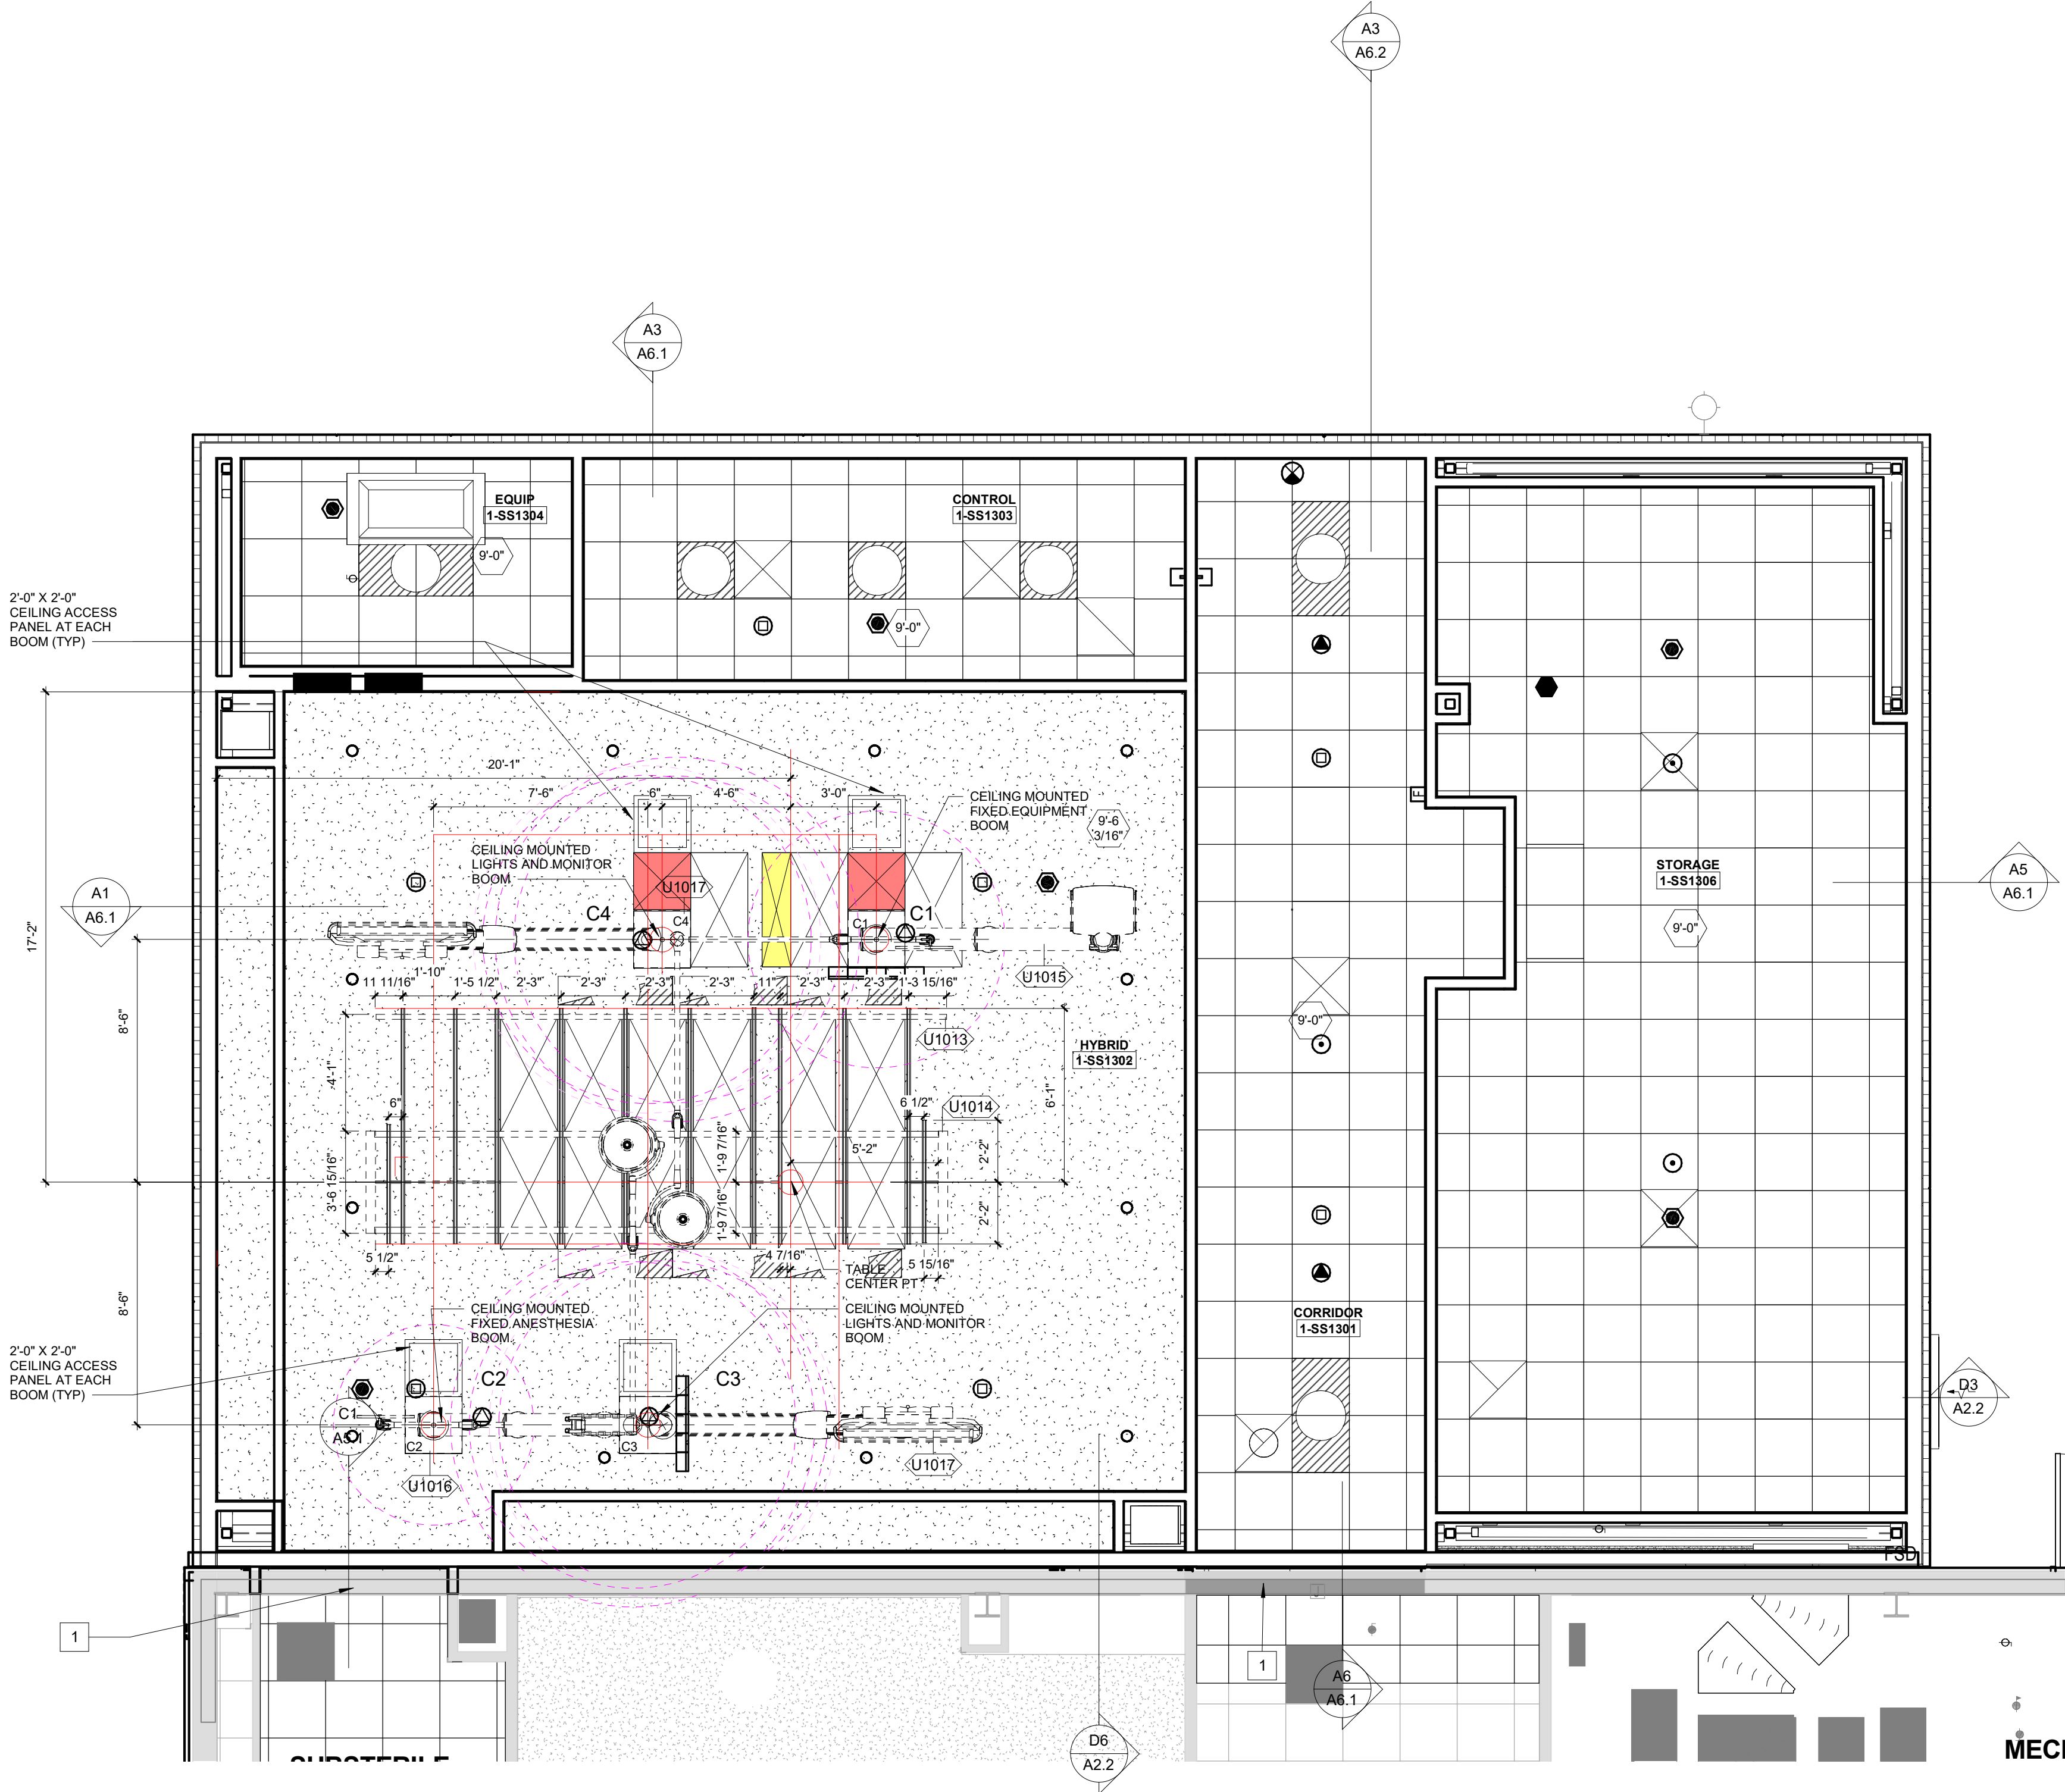 A3
A6.2
A3
A6.1
EQUIP
1-SS1304
9'-0"
CONTROL
1-SS1303
9'-0"
2'-0" X 2'-0"
CEILING ACCESS
PANEL AT EACH
BOOM (TYP)
20'-1"
7'-6"
6"
4'-6"
3'-0"
CEILING MOUNTED
FIXED EQUIPMENT
BOOM
9'-6
3/16"
CEILING MOUNTED
LIGHTS AND MONITOR
BOOM
U1017
C4
C4
C1
C1
A1
A6.1
17'-2"
8'-6"
U1015
1'-10"
11 11/16"
1'-5 1/2"
2'-3"
2'-3"
2'-3"
2'-3"
11"
2'-3"
2'-3"
1'-3 15/16"
U1013
HYBRID
1-SS1302
4'-1"
6"
6 1/2"
U1014
6'-1"
1'-9 7/16"
5'-2"
2'-2"
3'-6 15/16"
1'-9 7/16"
2'-2"
5 1/2"
4 7/16"
5 15/16"
TABLE
CENTER PT
8'-6"
CEILING MOUNTED
FIXED ANESTHESIA
BOOM
CEILING MOUNTED
LIGHTS AND MONITOR
BOOM
2'-0" X 2'-0"
CEILING ACCESS
PANEL AT EACH
BOOM (TYP)
C2
C3
C1
A5.1
C2
C3
U1016
U1017
F
9'-0"
CORRIDOR
1-SS1301
STORAGE
1-SS1306
9'-0"
A5
A6.1
D3
A2.2
FSD
1
1
J
A6
A6.1
D6
A2.2
SUBSTERILE